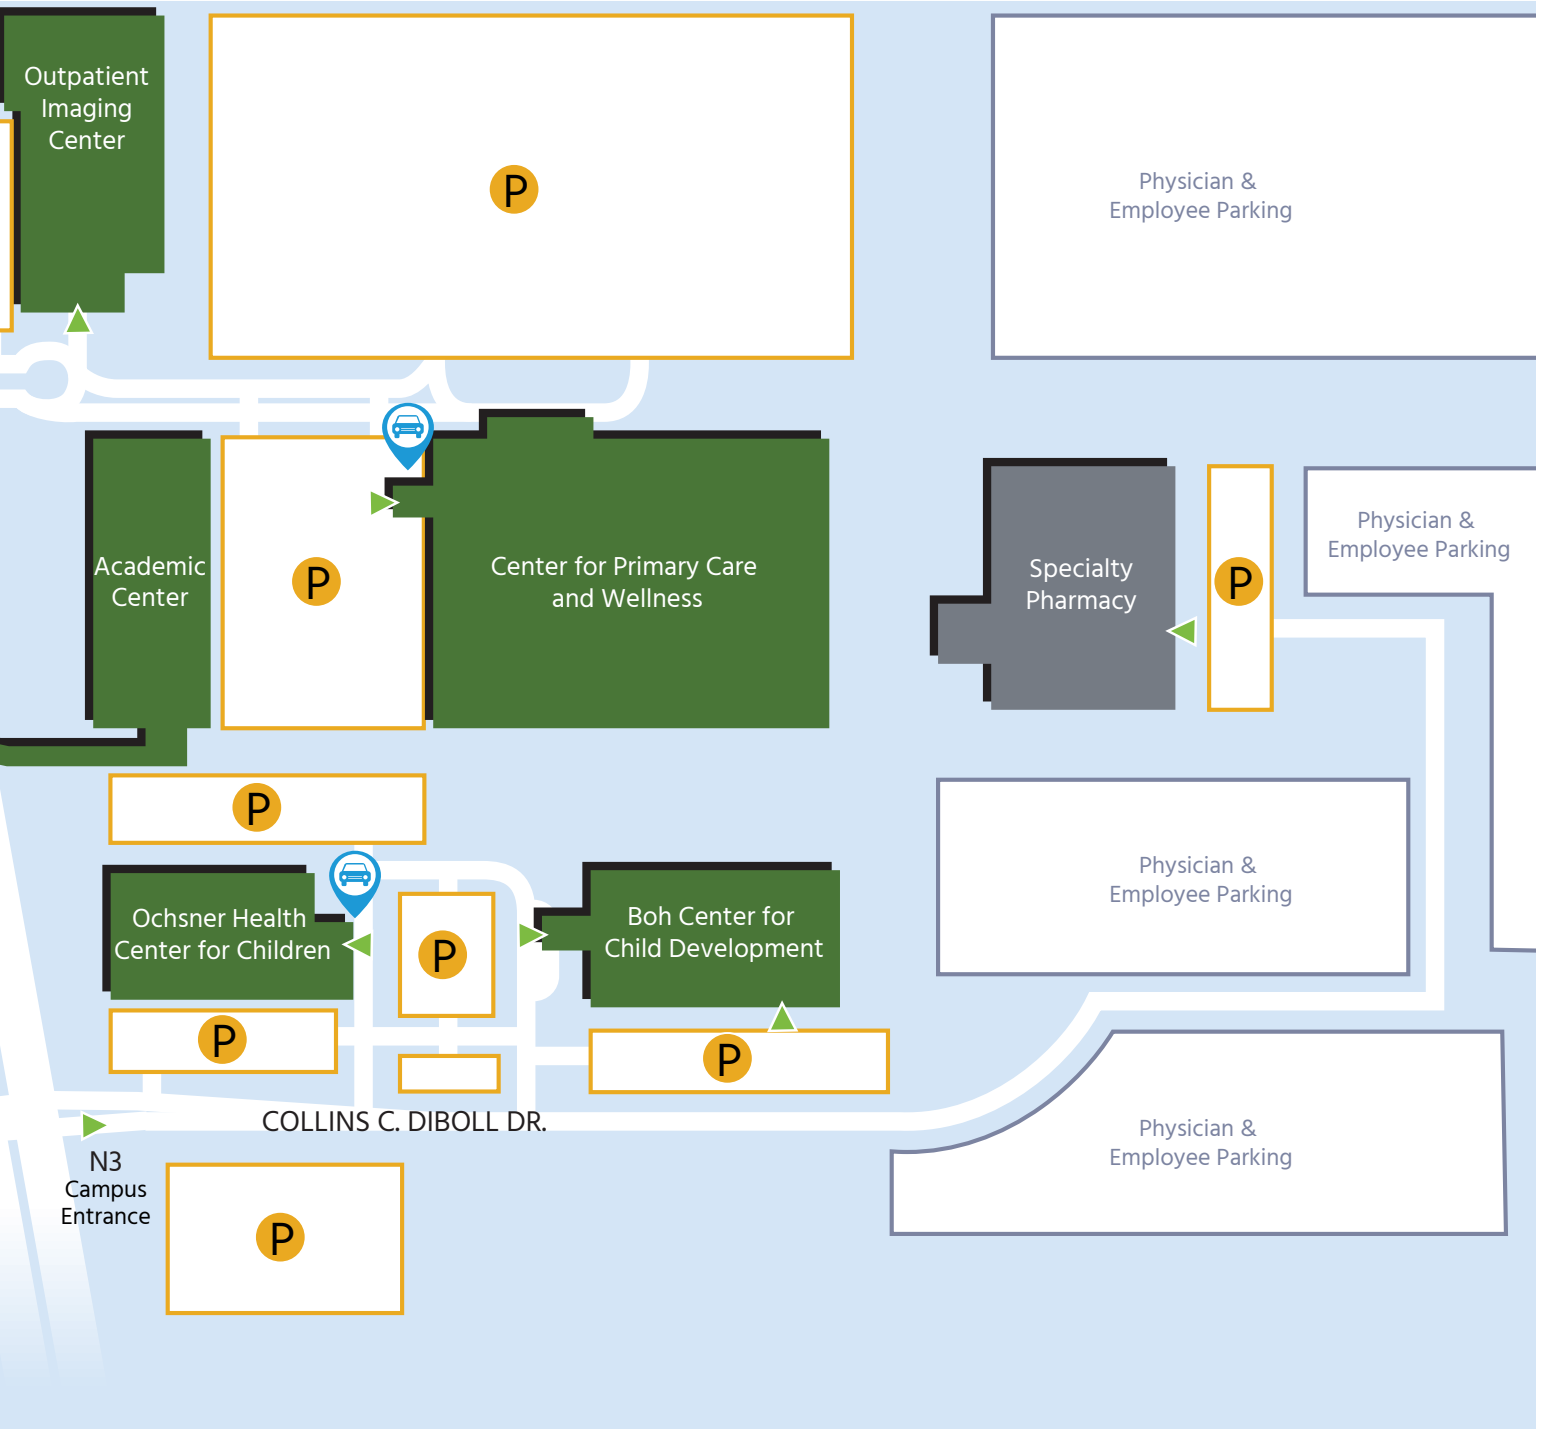 Outpatient
Imaging
Center
P
Physician &
Employee Parking
Academic
Center
P
Center for Primary Care
and Wellness
Specialty
Pharmacy
P
Physician &
Employee Parking
P
Ochsner Health
Center for Children
P
Boh Center for
Child Development
Physician &
Employee Parking
P
P
COLLINS C. DIBOLL DR.
Physician &
Employee Parking
N3
Campus
Entrance
P